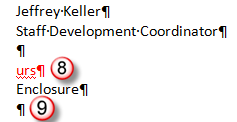 Jeffrey·Keller¶
Staff·Development·Coordinator¶
¶
urs¶ 8
Enclosure¶
¶ 9